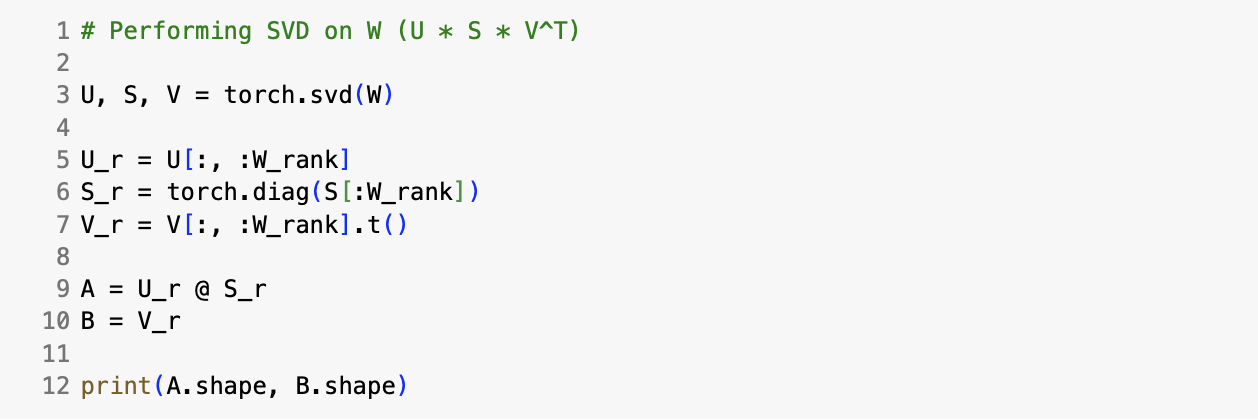 1 # Performing SVD on W (U * S * V^T)
2
3 U, S, V = torch.svd(W)
4
5 U_r = U[:, :W_rank]
6 S_r = torch.diag(S[:W_rank])
7 V_r = V[:, :W_rank].t()
8
9 A = U_r @ S_r
10 B = V_r
11
12 print(A.shape, B.shape)